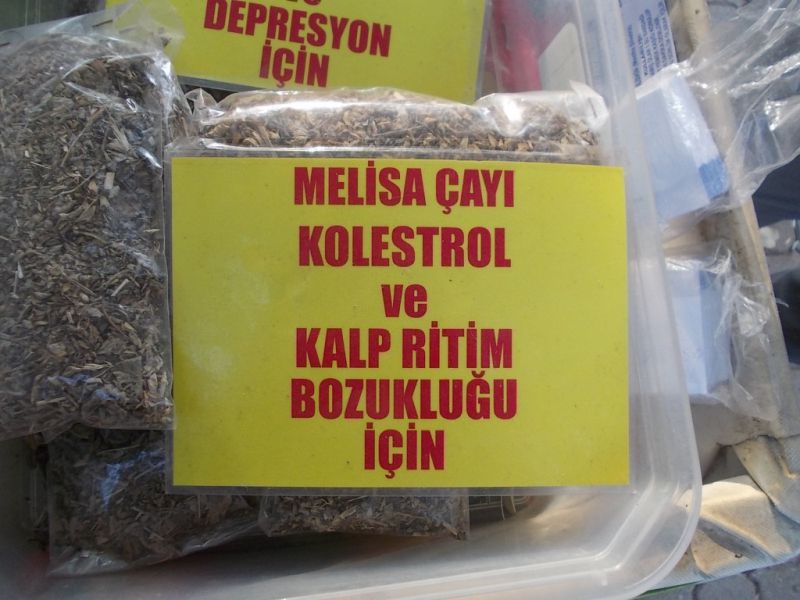 DEPRESYON
İÇİN
MELİSA ÇAYI
KOLESTROL
ve
KALP RİTİM
BOZUKLUĞU
İÇİN